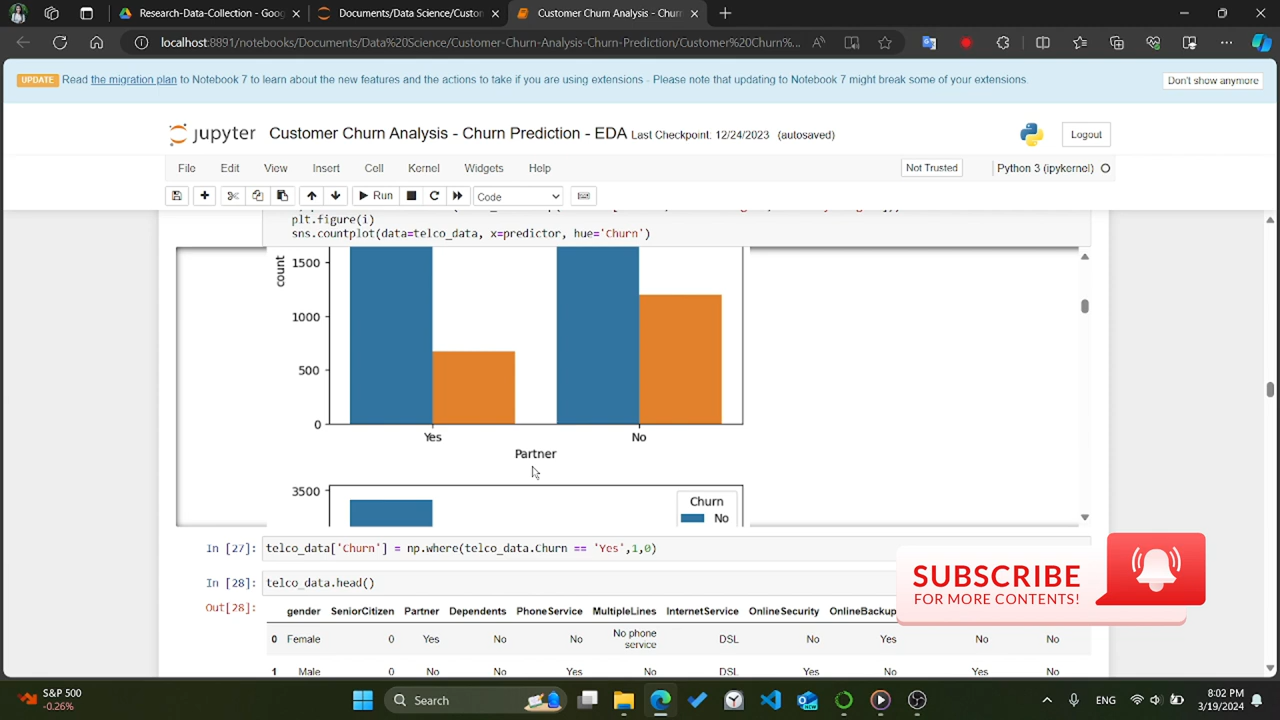 Research-Data-Collection - Goog
Documents/Data Science/Custom
Customer Churn Analysis - Churn
localhost:8891/notebooks/Documents/Data%20Science/Customer-Churn-Analysis-Churn-Prediction/Customer%20Churn%...
UPDATE Read the migration plan to Notebook 7 to learn about the new features and the actions to take if you are using extensions - Please note that updating to Notebook 7 might break some of your extensions.
Don't show anymore
jupyter Customer Churn Analysis - Churn Prediction - EDA Last Checkpoint: 12/24/2023 (autosaved)
Logout
File Edit View Insert Cell Kernel Widgets Help
Not Trusted
Python 3 (ipykernel)
Run
Code
plt.figure(i)
sns.countplot(data=telco_data, x=predictor, hue='Churn')
count
1500
1000
500
0
Yes No
Partner
3500
Churn
No
In [27]: telco_data['Churn'] = np.where(telco_data.Churn == 'Yes',1,0)
In [28]: telco_data.head()
Out[28]:
gender SeniorCitizen Partner Dependents PhoneService MultipleLines InternetService OnlineSecurity OnlineBackup
0 Female 0 Yes No No No phone service DSL No Yes No No
1 Male 0 No No Yes No DSL Yes No Yes No
SUBSCRIBE
FOR MORE CONTENTS!
S&P 500
-0.26%
Search
ENG
8:02 PM
3/19/2024